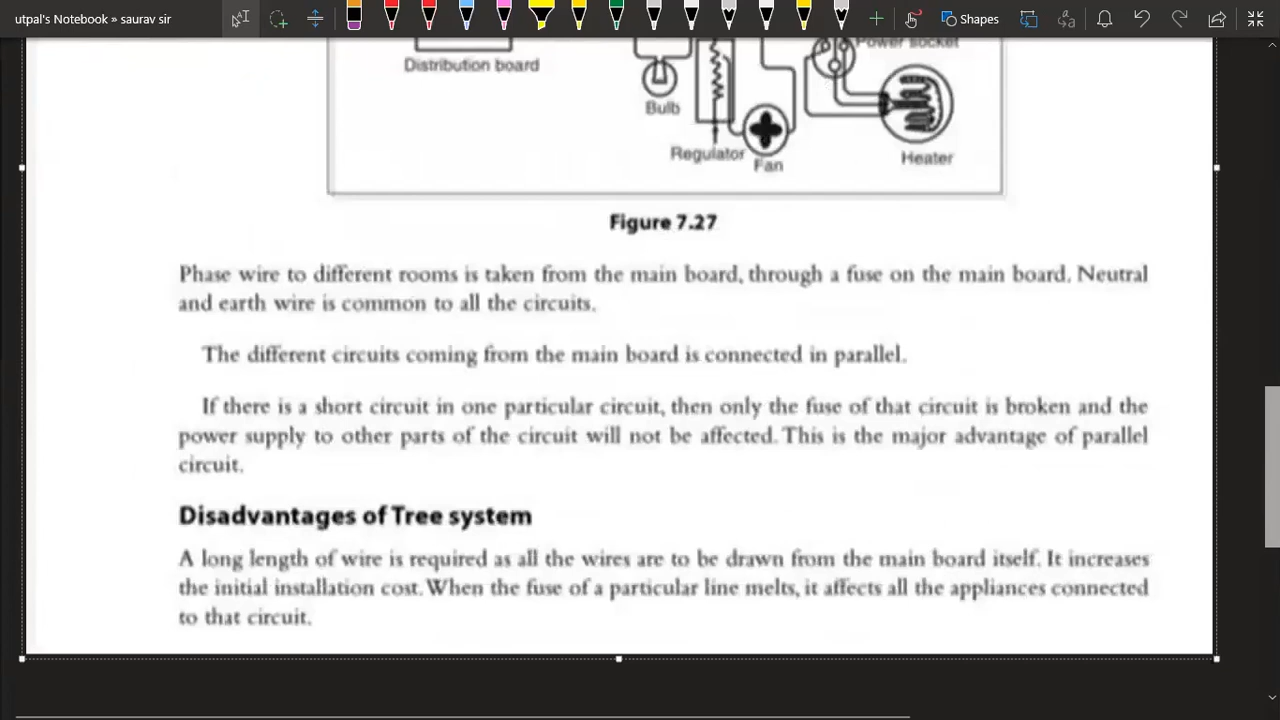 utpal's Notebook » saurav sir
Shapes
Power socket
Distribution board
Bulb
Regulator
Fan
Heater
Figure 7.27
Phase wire to different rooms is taken from the main board, through a fuse on the main board. Neutral
and earth wire is common to all the circuits.
The different circuits coming from the main board is connected in parallel.
If there is a short circuit in one particular circuit, then only the fuse of that circuit is broken and the
power supply to other parts of the circuit will not be affected. This is the major advantage of parallel
circuit.
Disadvantages of Tree system
A long length of wire is required as all the wires are to be drawn from the main board itself. It increases
the initial installation cost. When the fuse of a particular line melts, it affects all the appliances connected
to that circuit.